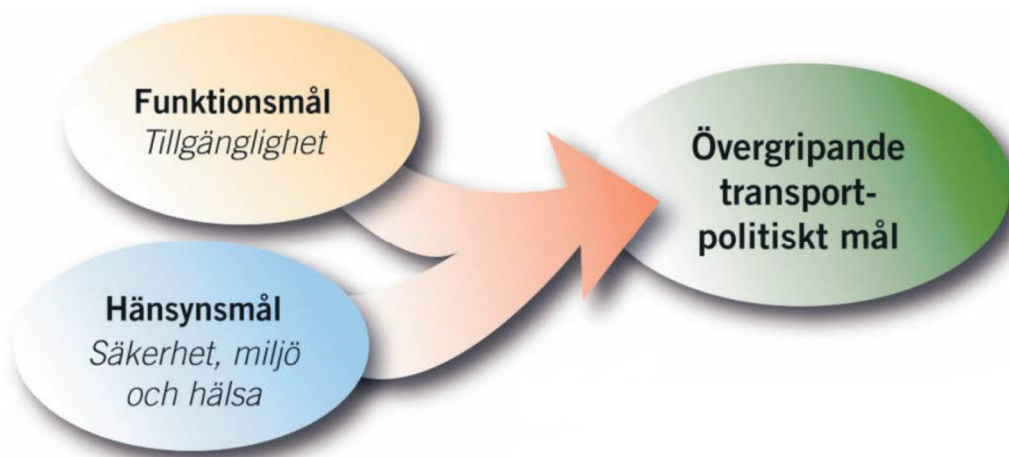 Funktionsmål
Tillgänglighet
Hänsynsmål
Säkerhet, miljö
och hälsa
Övergripande
transport-
politiskt mål